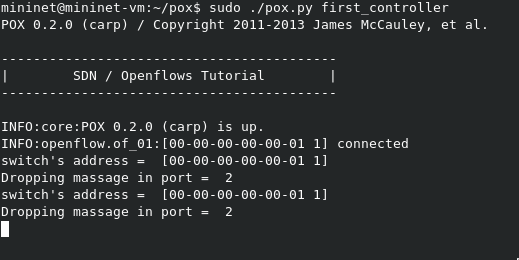 mininet@mininet-vm:~/pox$ sudo ./pox.py first_controller
POX 0.2.0 (carp) / Copyright 2011-2013 James McCauley, et al.
----------------------------------------
|        SDN / Openflows Tutorial        |
----------------------------------------
INFO:core:POX 0.2.0 (carp) is up.
INFO:openflow.of_01:[00-00-00-00-00-01 1] connected
switch's address =  [00-00-00-00-00-01 1]
Dropping massage in port =  2
switch's address =  [00-00-00-00-00-01 1]
Dropping massage in port =  2